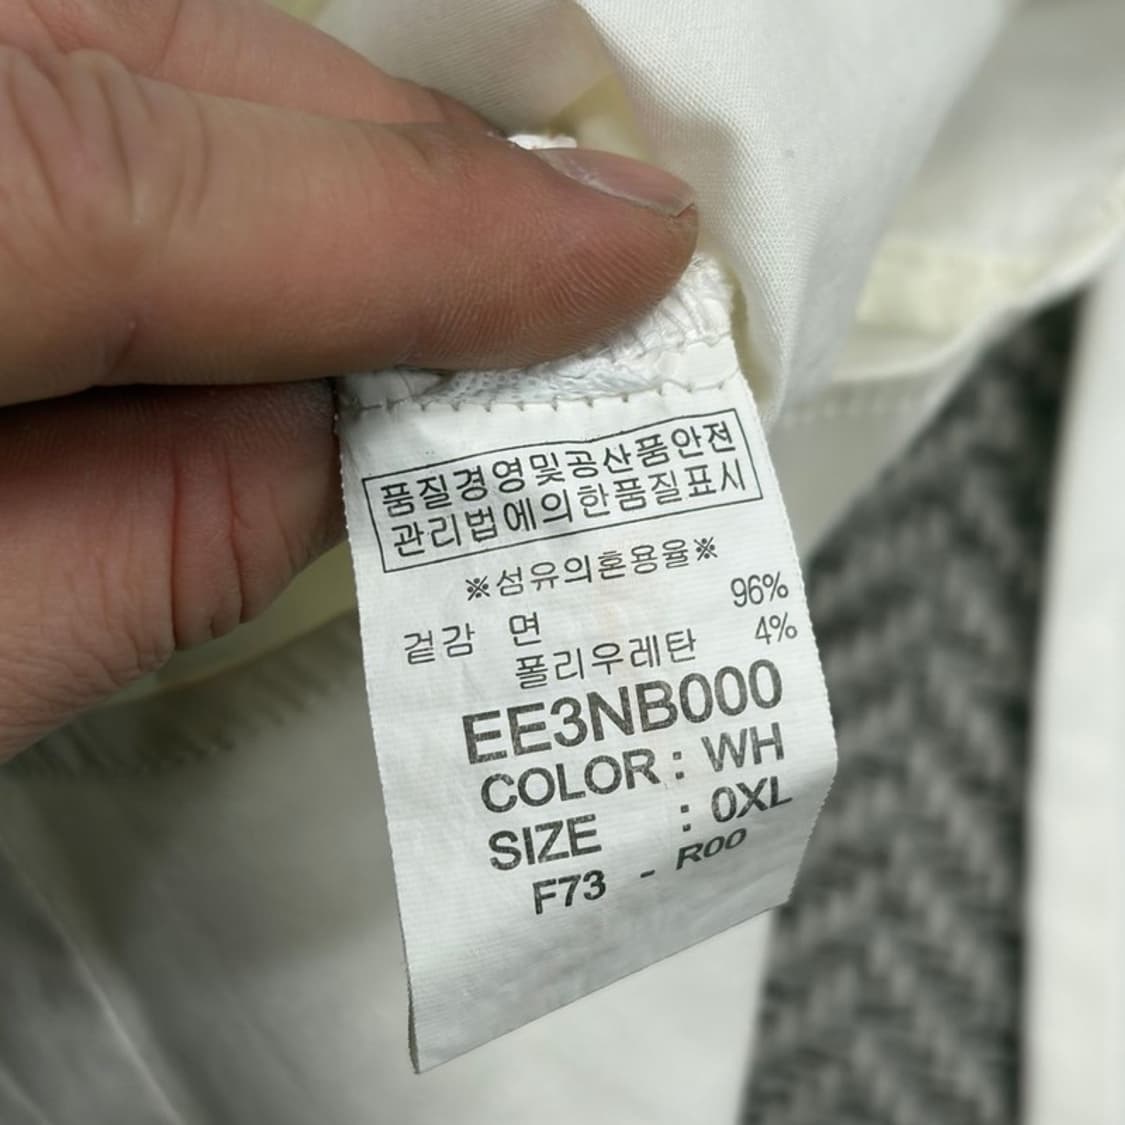 품질경영및공산품안전
관리법에의한품질표시
※섬유의혼용율※
겉감 면 96%
폴리우레탄 4%
EE3NB000
COLOR : WH
SIZE : 0XL
F73 - R00